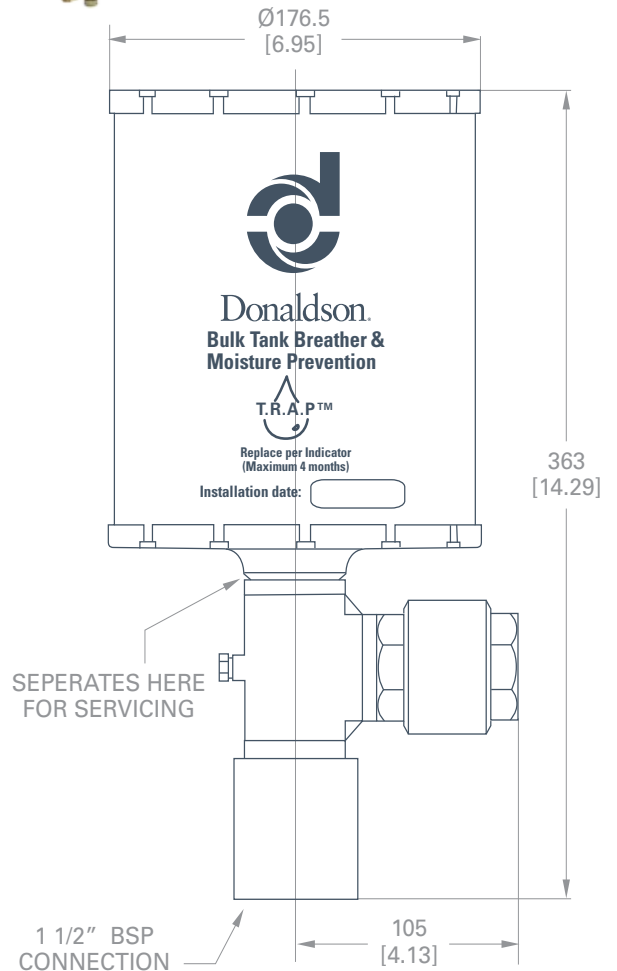 Ø176.5
[6.95]
Donaldson.
Bulk Tank Breather &
Moisture Prevention
T.R.A.P™
Replace per Indicator
(Maximum 4 months)
Installation date:
363
[14.29]
SEPERATES HERE
FOR SERVICING
1 1/2” BSP
CONNECTION
105
[4.13]